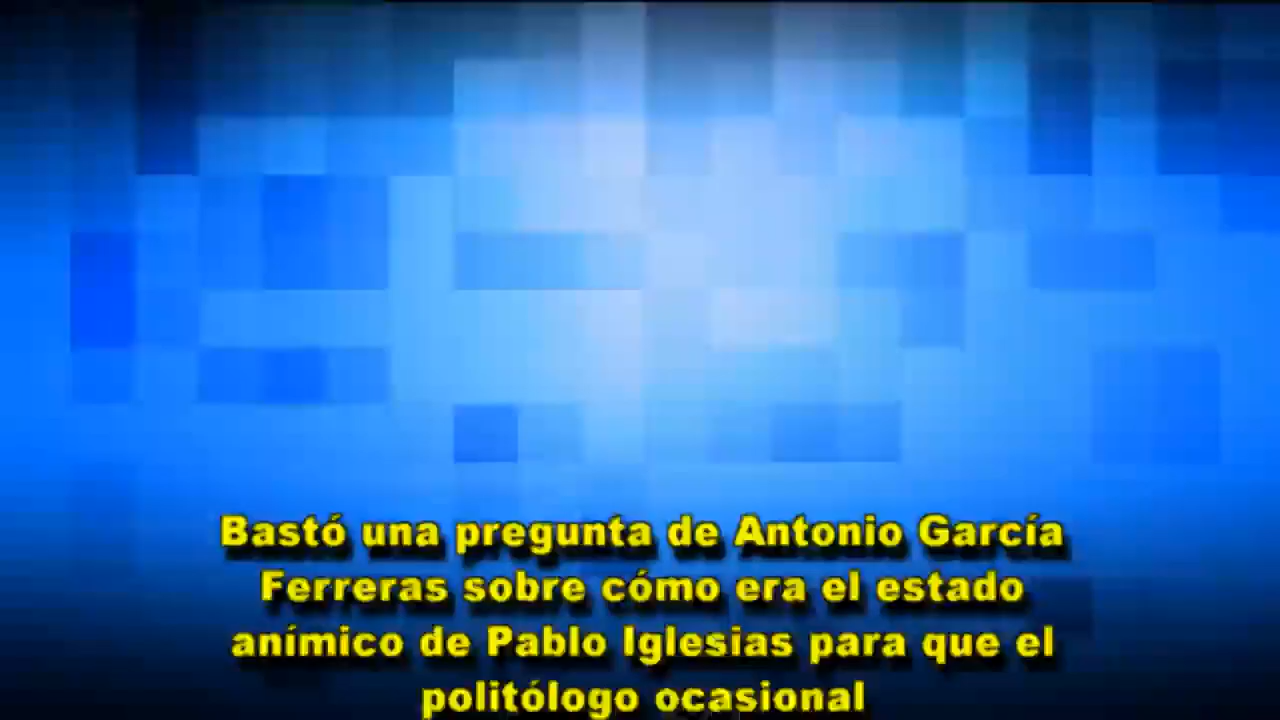 Bastó una pregunta de Antonio García
Ferreras sobre cómo era el estado
anímico de Pablo Iglesias para que el
politólogo ocasional